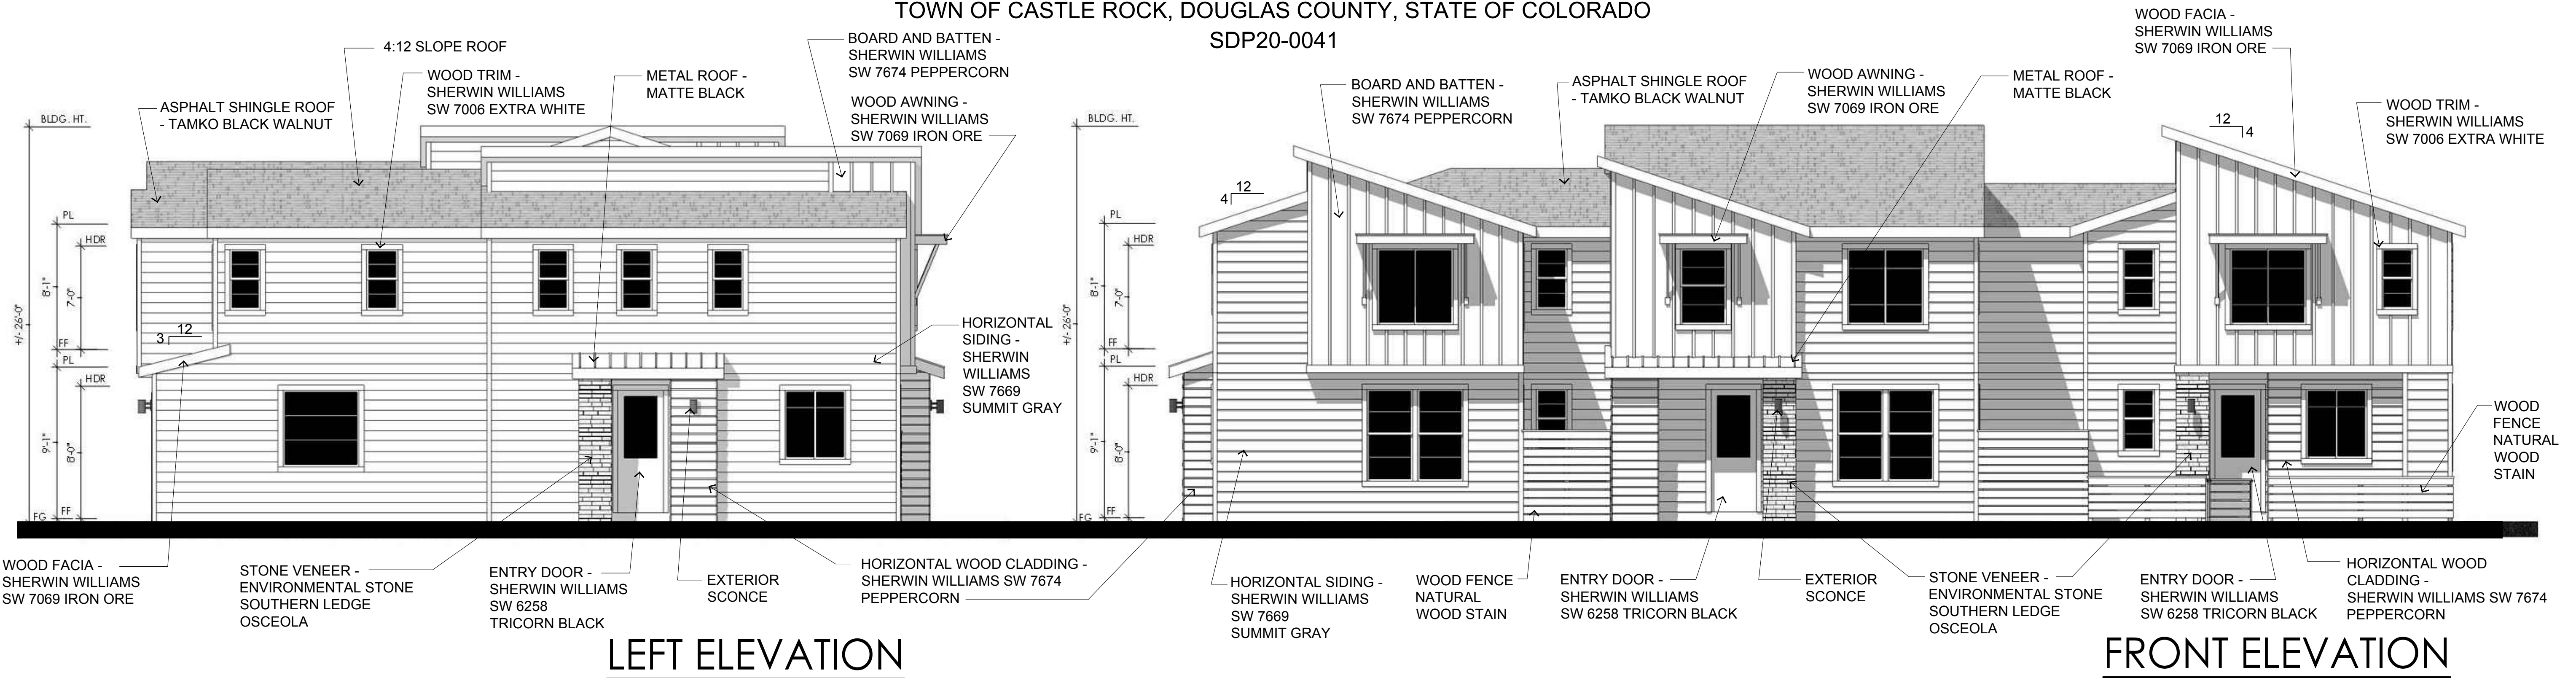 TOWN OF CASTLE ROCK, DOUGLAS COUNTY, STATE OF COLORADO
SDP20-0041
4:12 SLOPE ROOF
WOOD TRIM -
SHERWIN WILLIAMS
SW 7006 EXTRA WHITE
METAL ROOF -
MATTE BLACK
BOARD AND BATTEN -
SHERWIN WILLIAMS
SW 7674 PEPPERCORN
ASPHALT SHINGLE ROOF
- TAMKO BLACK WALNUT
WOOD AWNING -
SHERWIN WILLIAMS
SW 7069 IRON ORE
BLDG. HT.
PL
HDR
8'-1"
7'-0"
+/- 26'-0"
FF
PL
HDR
9'-1"
8'-0"
FG
FF
12
3
HORIZONTAL
SIDING -
SHERWIN
WILLIAMS
SW 7669
SUMMIT GRAY
WOOD FACIA -
SHERWIN WILLIAMS
SW 7069 IRON ORE
STONE VENEER -
ENVIRONMENTAL STONE
SOUTHERN LEDGE
OSCEOLA
ENTRY DOOR -
SHERWIN WILLIAMS
SW 6258
TRICORN BLACK
EXTERIOR
SCONCE
HORIZONTAL WOOD CLADDING -
SHERWIN WILLIAMS SW 7674
PEPPERCORN
LEFT ELEVATION
BOARD AND BATTEN -
SHERWIN WILLIAMS
SW 7674 PEPPERCORN
ASPHALT SHINGLE ROOF
- TAMKO BLACK WALNUT
WOOD AWNING -
SHERWIN WILLIAMS
SW 7069 IRON ORE
METAL ROOF -
MATTE BLACK
WOOD FACIA -
SHERWIN WILLIAMS
SW 7069 IRON ORE
WOOD TRIM -
SHERWIN WILLIAMS
SW 7006 EXTRA WHITE
BLDG. HT.
12
4
12
4
PL
HDR
8'-1"
7'-0"
+/- 26'-0"
FF
PL
HDR
9'-1"
8'-0"
FG
FF
WOOD
FENCE
NATURAL
WOOD
STAIN
HORIZONTAL SIDING -
SHERWIN WILLIAMS
SW 7669
SUMMIT GRAY
WOOD FENCE
NATURAL
WOOD STAIN
ENTRY DOOR -
SHERWIN WILLIAMS
SW 6258 TRICORN BLACK
EXTERIOR
SCONCE
STONE VENEER -
ENVIRONMENTAL STONE
SOUTHERN LEDGE
OSCEOLA
ENTRY DOOR -
SHERWIN WILLIAMS
SW 6258 TRICORN BLACK
HORIZONTAL WOOD
CLADDING -
SHERWIN WILLIAMS SW 7674
PEPPERCORN
FRONT ELEVATION